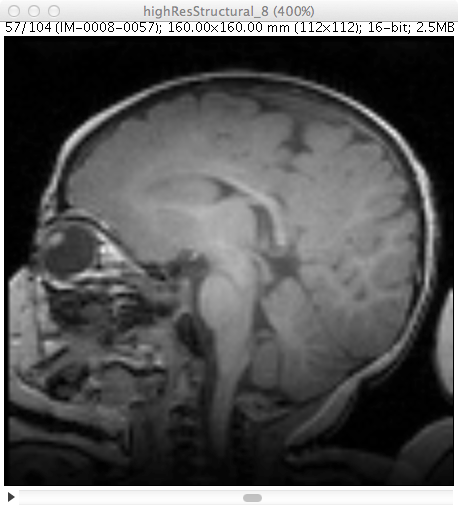 highResStructural_8 (400%)
57/104 (IM-0008-0057); 160.00x160.00 mm (112x112); 16-bit; 2.5MB